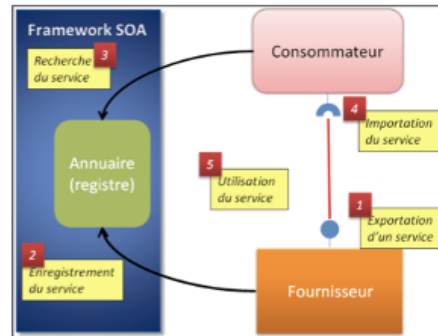 Framework SOA
3
Recherche
du service
Consommateur
4
Importation
du service
Annuaire
(registre)
5
Utilisation
du service
1
Exportation
d'un service
2
Enregistrement
du service
Fournisseur